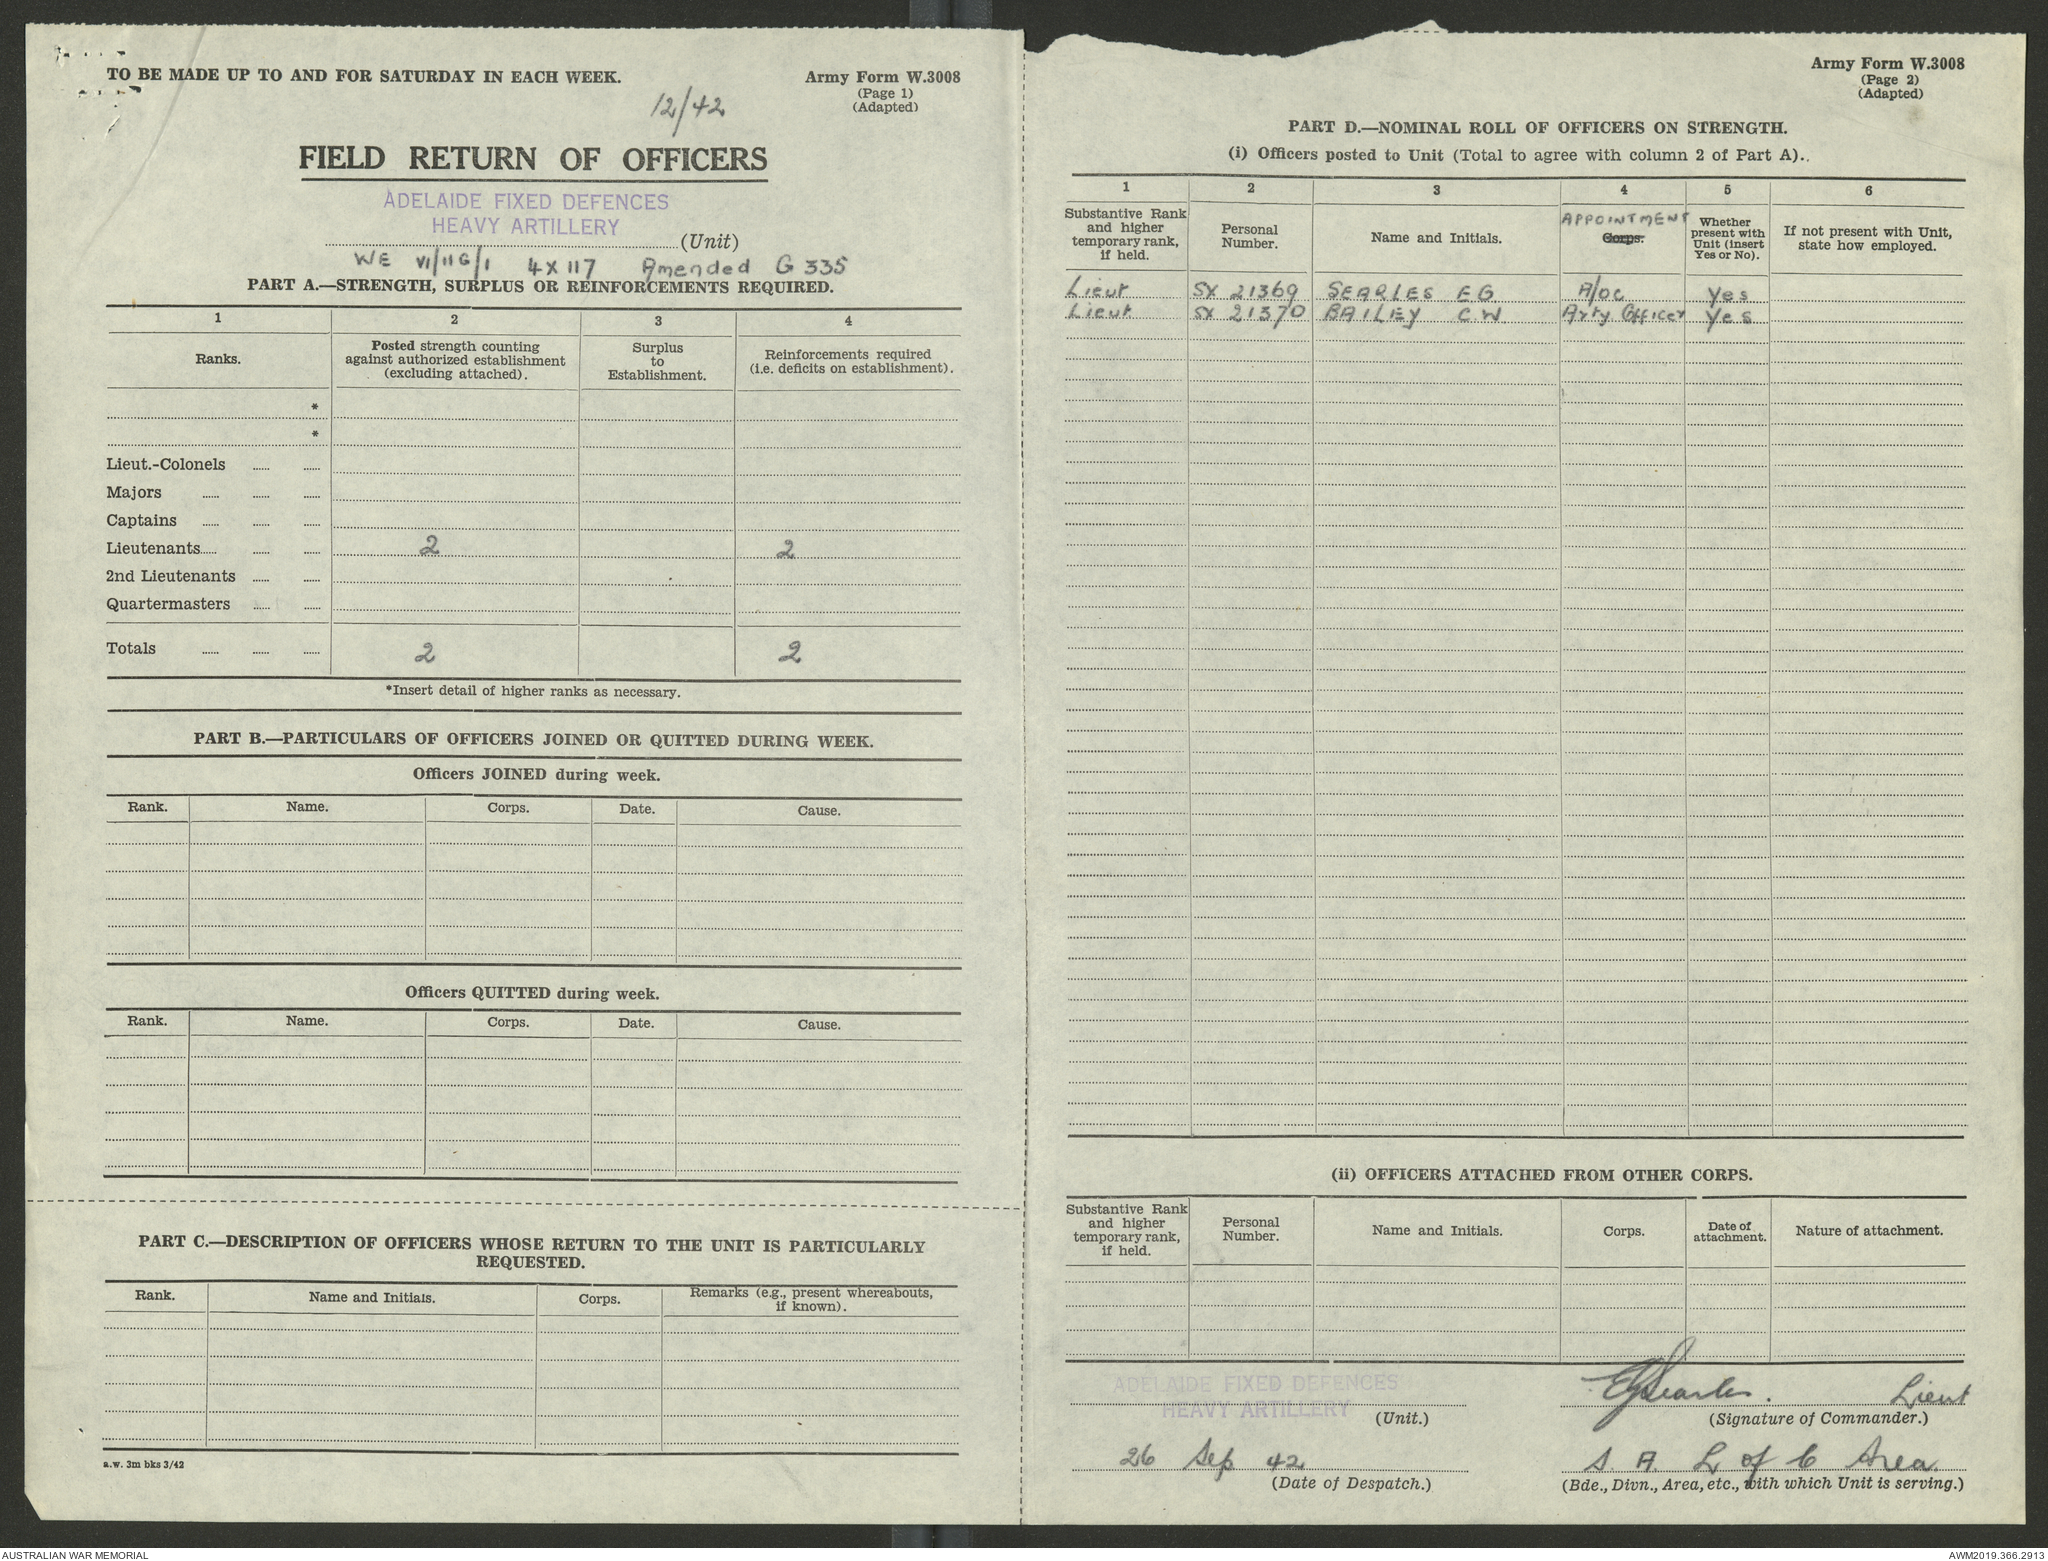 TO BE MADE UP TO AND FOR SATURDAY IN EACH WEEK.
Army Form W.3008
(Page 1)
(Adapted)
12/42
FIELD RETURN OF OFFICERS
ADELAIDE FIXED DEFENCES
HEAVY ARTILLERY
(Unit)
WE VI/11G/1 4 X 117 Amended G 335
PART A.—STRENGTH, SURPLUS OR REINFORCEMENTS REQUIRED.
1 2 3 4
Ranks.
Posted strength counting
against authorized establishment
(excluding attached).
Surplus
to
Establishment.
Reinforcements required
(i.e. deficits on establishment).
*
*
Lieut.-Colonels
Majors
Captains
Lieutenants 2 2
2nd Lieutenants
Quartermasters
Totals 2 2
*Insert detail of higher ranks as necessary.
PART B.—PARTICULARS OF OFFICERS JOINED OR QUITTED DURING WEEK.
Officers JOINED during week.
Rank. Name. Corps. Date. Cause.
Officers QUITTED during week.
Rank. Name. Corps. Date. Cause.
PART C.—DESCRIPTION OF OFFICERS WHOSE RETURN TO THE UNIT IS PARTICULARLY
REQUESTED.
Rank. Name and Initials. Corps. Remarks (e.g., present whereabouts,
if known).
a.w. 3m bks 3/42
Army Form W.3008
(Page 2)
(Adapted)
PART D.—NOMINAL ROLL OF OFFICERS ON STRENGTH.
(i) Officers posted to Unit (Total to agree with column 2 of Part A).
1 2 3 4 5 6
Substantive Rank
and higher
temporary rank,
if held.
Personal
Number.
Name and Initials.
APPOINTMENT
Corps.
Whether
present with
Unit (insert
Yes or No).
If not present with Unit,
state how employed.
Lieut SX 21369 SEARLES EG A/OC Yes
Lieut SX 21370 BAILEY C.W. Arty Officer Yes
(ii) OFFICERS ATTACHED FROM OTHER CORPS.
Substantive Rank
and higher
temporary rank,
if held.
Personal
Number.
Name and Initials.
Corps.
Date of
attachment.
Nature of attachment.
ADELAIDE FIXED DEFENCES
HEAVY ARTILLERY
(Unit.)
EGSearles. Lieut
(Signature of Commander.)
26 Sep 42
(Date of Despatch.)
S. A. L of C Area
(Bde., Divn., Area, etc., with which Unit is serving.)
AUSTRALIAN WAR MEMORIAL
AWM2019.366.2913